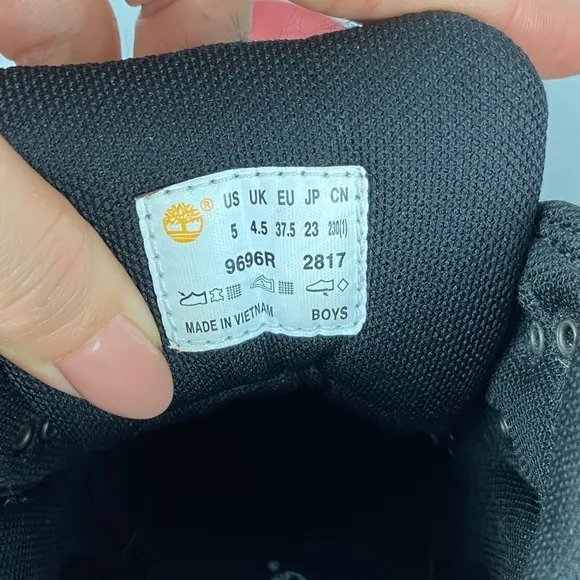 ® US UK EU JP CN
5 4.5 37.5 23 230(1)
9696R 2817
MADE IN VIETNAM BOYS